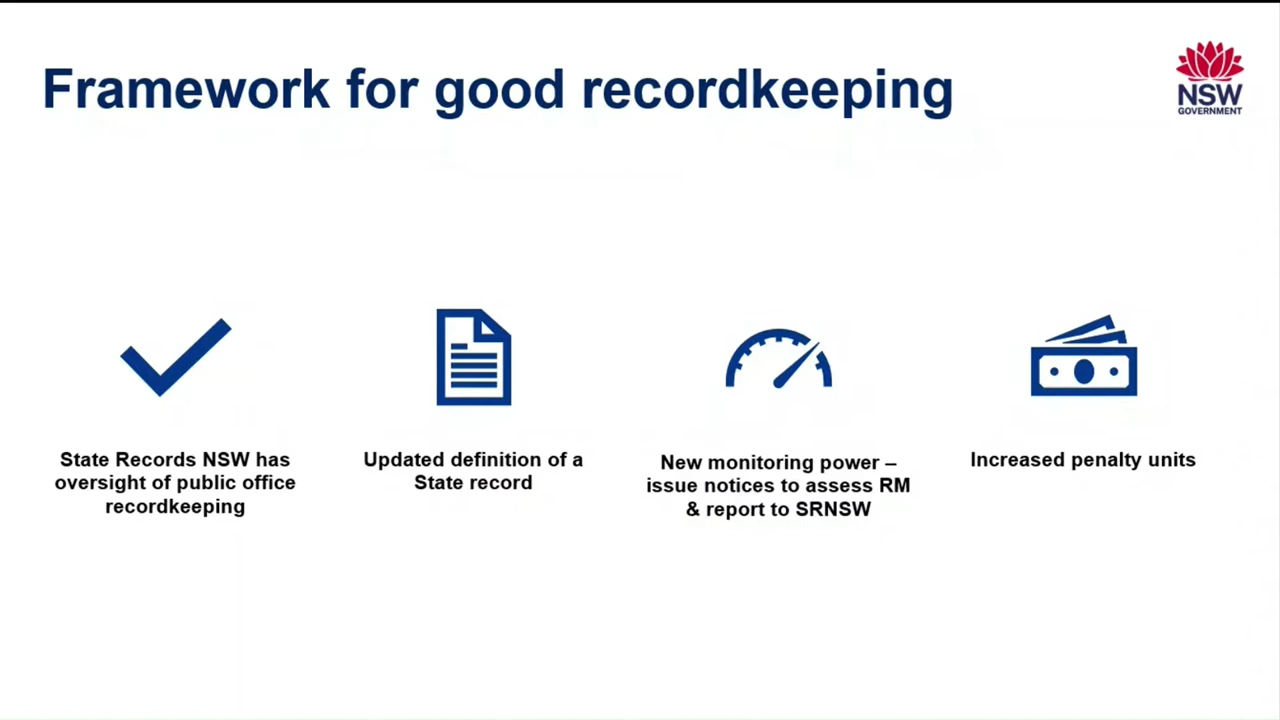 Framework for good recordkeeping
NSW
GOVERNMENT
State Records NSW has
oversight of public office
recordkeeping
Updated definition of a
State record
New monitoring power –
issue notices to assess RM
& report to SRNSW
Increased penalty units